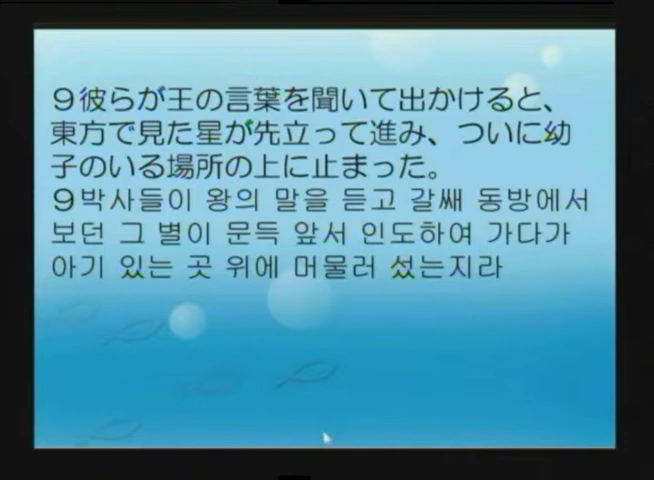 ９彼らが王の言葉を聞いて出かけると、
東方で見た星が先立って進み、ついに幼
子のいる場所の上に止まった。
９박사들이 왕의 말을 듣고 갈쌔 동방에서
보던 그 별이 문득 앞서 인도하여 가다가
아기 있는 곳 위에 머물러 섰는지라